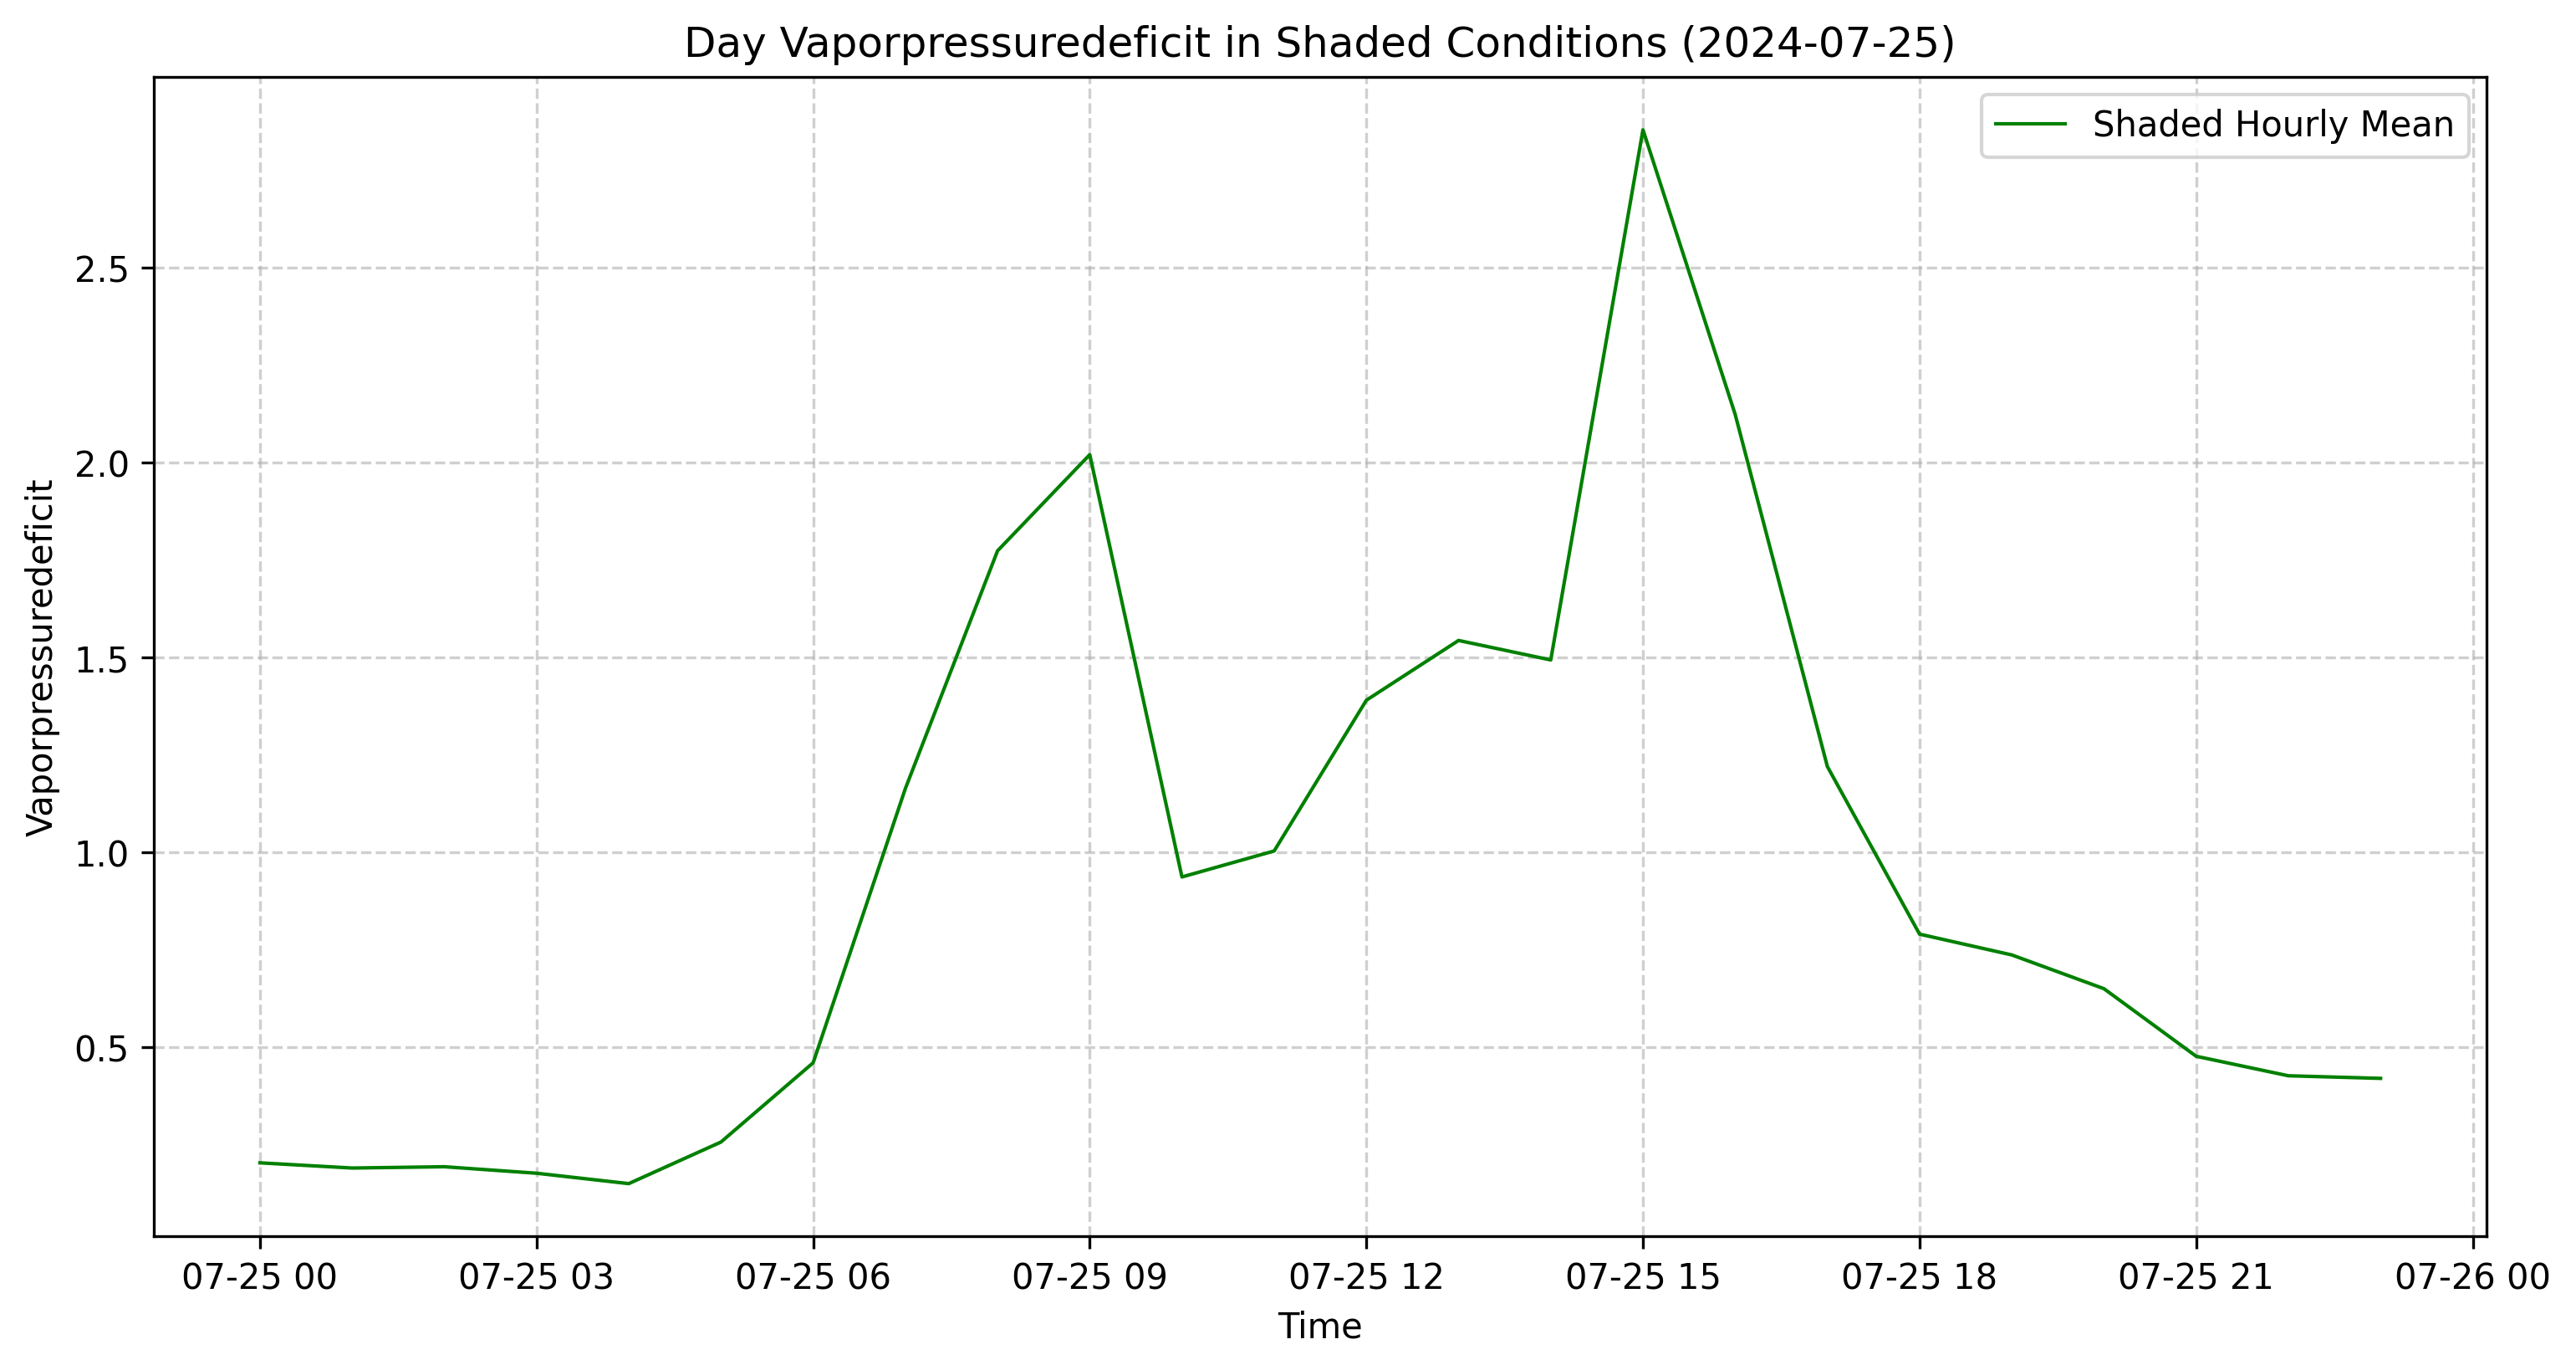 Day Vaporpressuredeficit in Shaded Conditions (2024-07-25)
Shaded Hourly Mean
Vaporpressuredeficit
2.5
2.0
1.5
1.0
0.5
07-25 00 07-25 03 07-25 06 07-25 09 07-25 12 07-25 15 07-25 18 07-25 21 07-26 00
Time